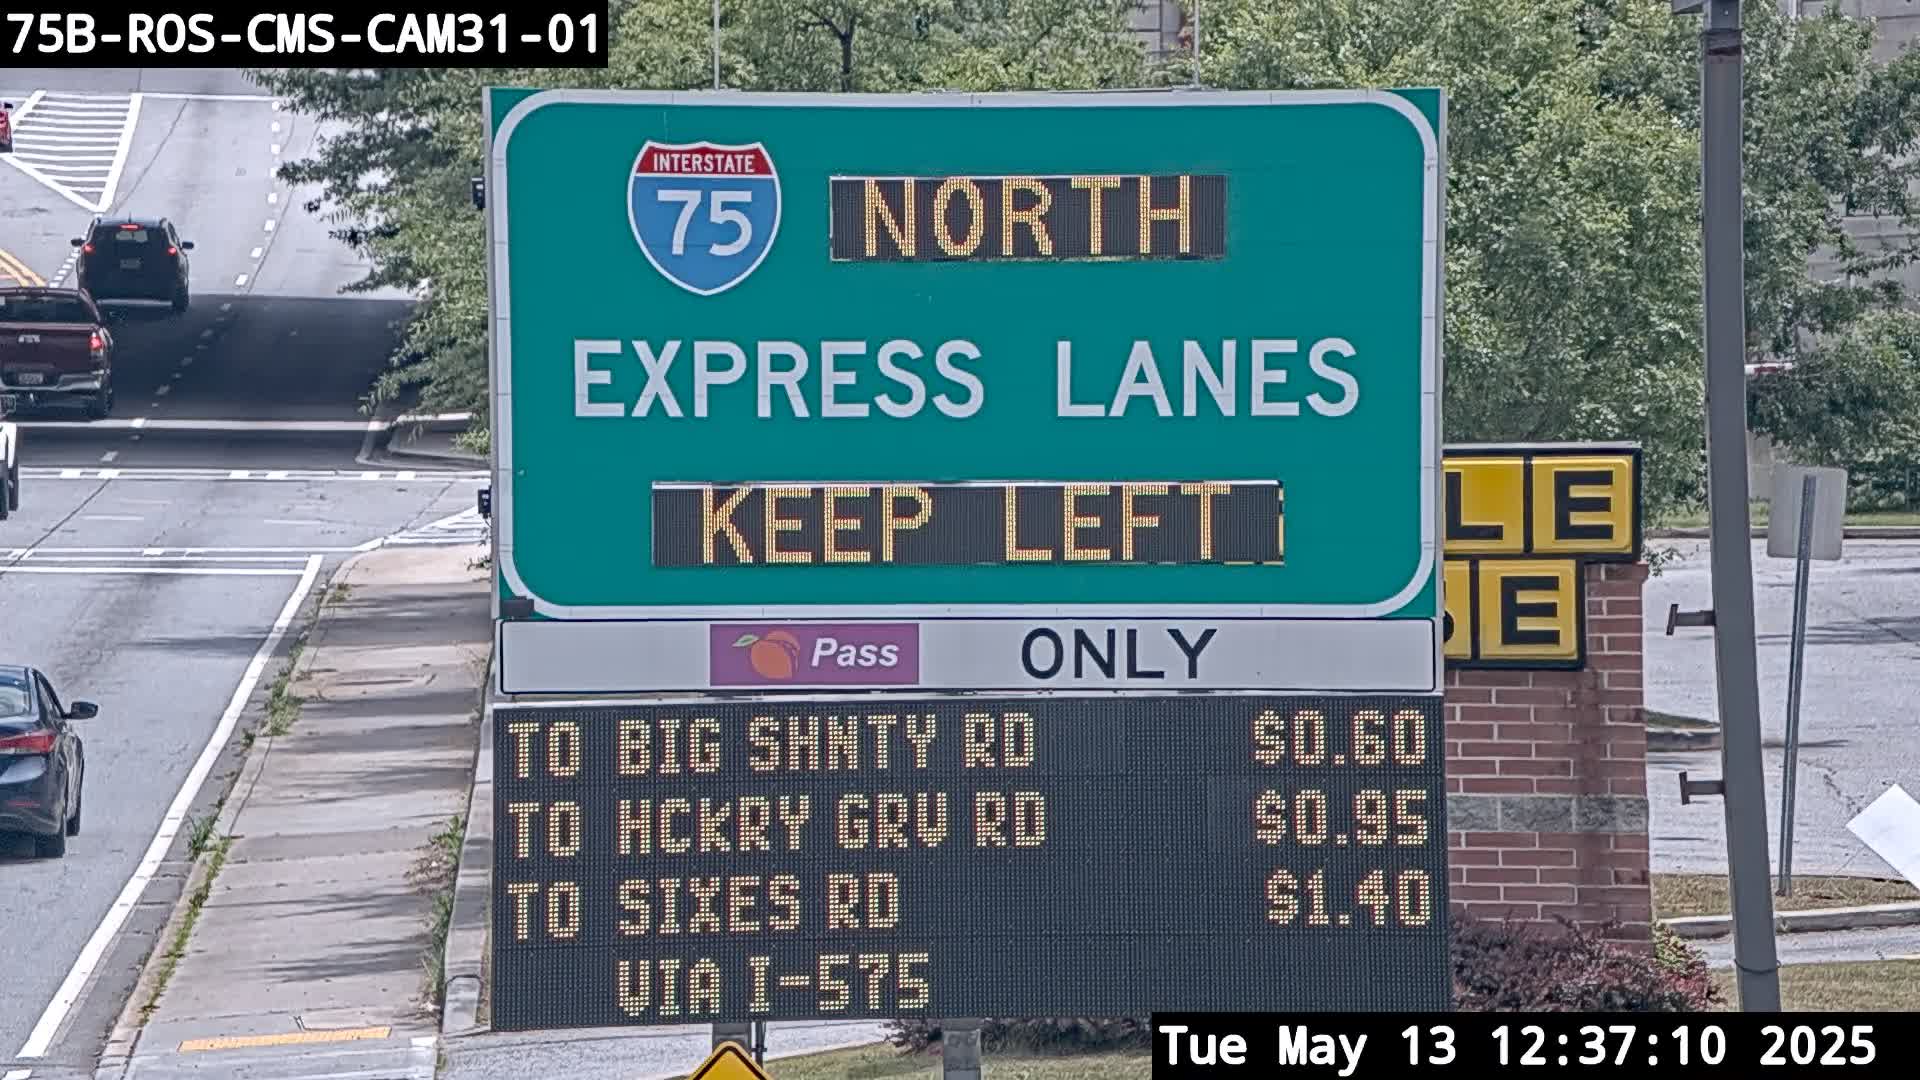 75B-ROS-CMS-CAM31-01
INTERSTATE
75
NORTH
EXPRESS LANES
KEEP LEFT
Pass ONLY
TO BIG SHNTY RD $0.60
TO HCKRY GRV RD $0.95
TO SIXES RD $1.40
VIA I-575
LE
E
Tue May 13 12:37:10 2025